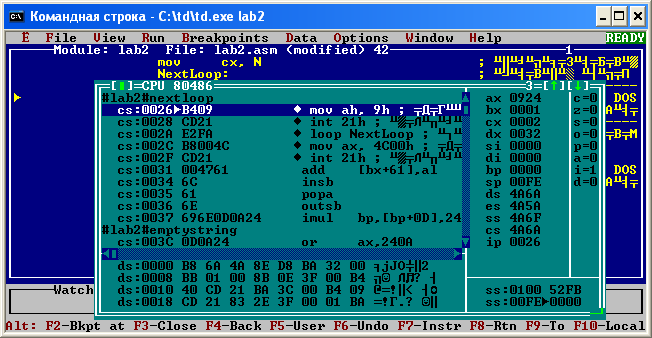 Командная строка - C:\td\td.exe lab2
Ё File View Run Breakpoints Data Options Window Help READY
Module: lab2 File: lab2.asm (modified) 42 1
mov cx, N ;
NextLoop: ;
CPU 80486 3
#lab2#nextloop ax 0924 c=0
cs:0026 B409 mov ah, 9h ; bx 0001 z=0 DOS
cs:0028 CD21 int 21h ; cx 0002 s=0
cs:002A E2FA loop NextLoop ; dx 0032 o=0
cs:002C B8004C mov ax, 4C00h ; si 0000 p=0
cs:002F CD21 int 21h ; di 0000 a=0
cs:0031 004761 add [bx+61],al bp 0000 i=1 DOS
cs:0034 6C insb sp 00FE d=0
cs:0035 61 popa ds 4A6A
cs:0036 6E outsb es 4A5A
cs:0037 696E0D0A24 imul bp,[bp+0D],24 ss 4A6F
#lab2#emptystring cs 4A6A
cs:003C 0D0A24 or ax,240A ip 0026
ds:0000 B8 6A 4A 8E D8 BA 32 00
ds:0008 BB 01 00 8B 0E 3F 00 B4
Watch
ds:0010 40 CD 21 BA 3C 00 B4 09 ss:0100 52FB
ds:0018 CD 21 83 2E 3F 00 01 BA ss:00FE 0000
Alt: F2-Bkpt at F3-Close F4-Back F5-User F6-Undo F7-Instr F8-Rtn F9-To F10-Local